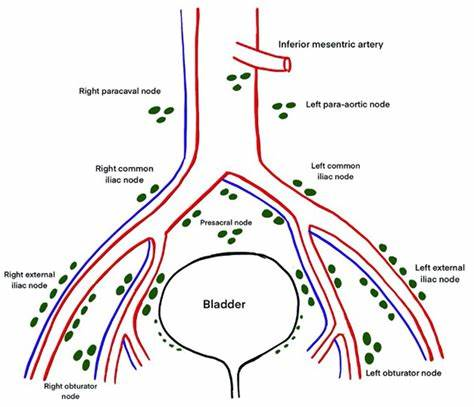 Inferior mesentric artery
Right paracaval node
Left para-aortic node
Right common
iliac node
Left common
iliac node
Presacral node
Right external
iliac node
Left external
iliac node
Bladder
Left obturator node
Right obturator
node